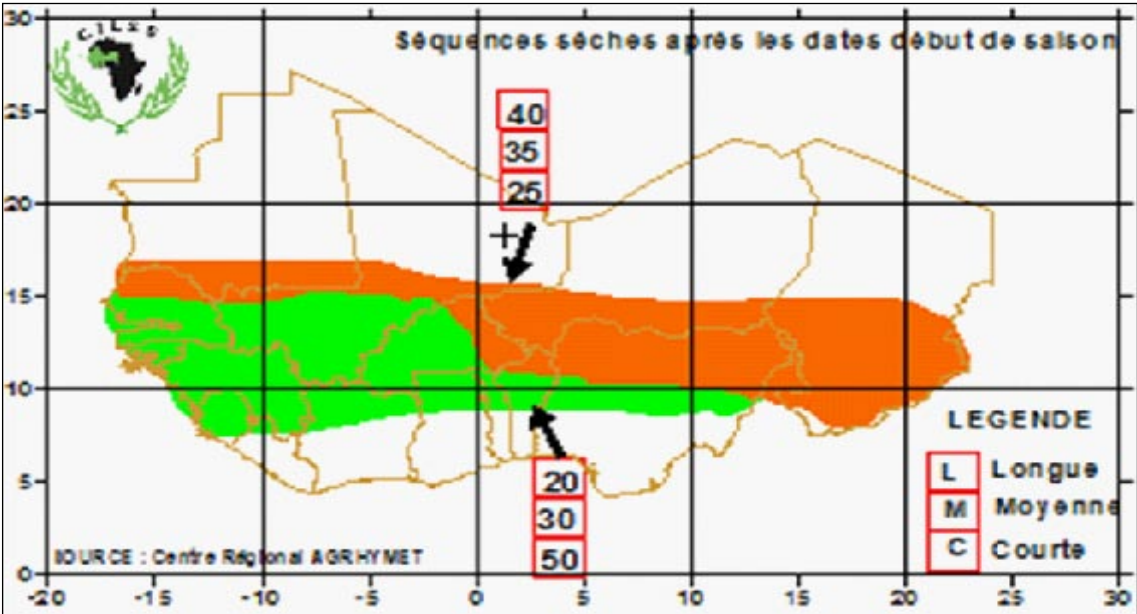 30
CILSS
Séquences sèches après les dates début de saison
25
40
35
25
20
15
10
LEGENDE
L Longue
M Moyenne
C Courte
5
20
30
50
SOURCE : Centre Régional AGRHYMET
0
-20 -15 -10 -5 0 5 10 15 20 25 30